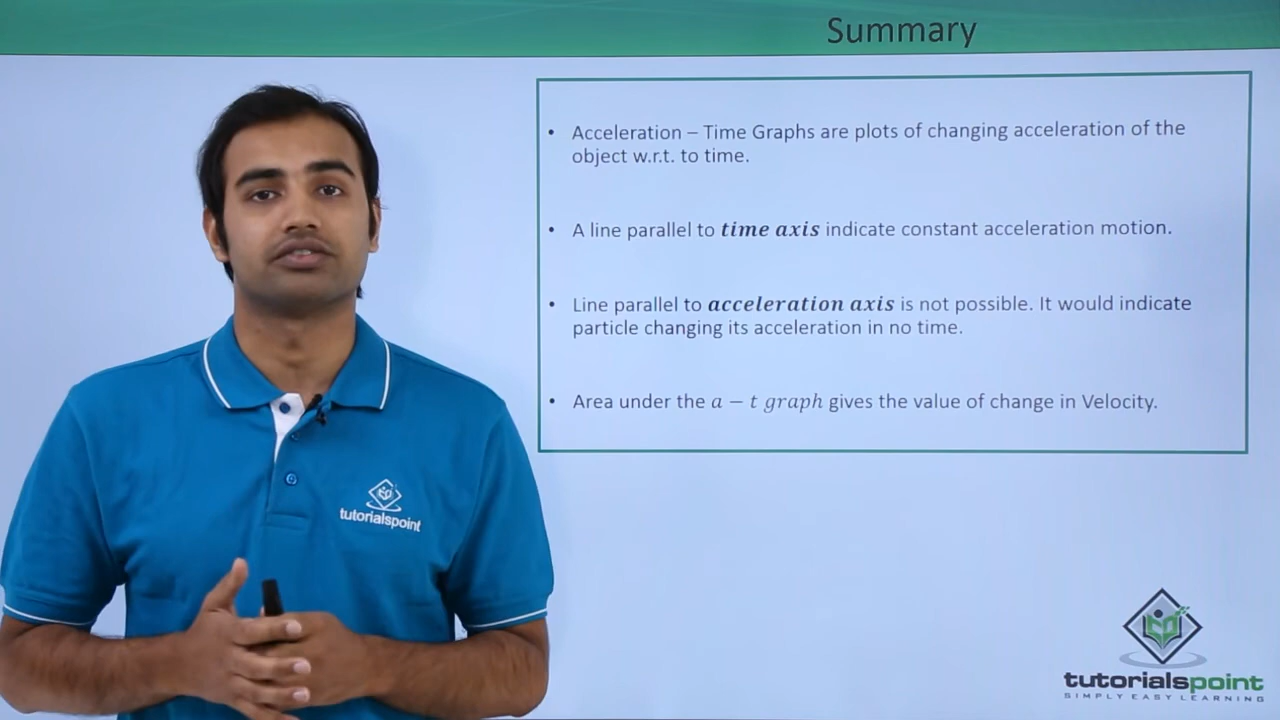 Summary
• Acceleration – Time Graphs are plots of changing acceleration of the
object w.r.t. to time.
• A line parallel to time axis indicate constant acceleration motion.
• Line parallel to acceleration axis is not possible. It would indicate
particle changing its acceleration in no time.
• Area under the a – t graph gives the value of change in Velocity.
tutorialspoint
tutorialspoint
SIMPLY EASY LEARNING